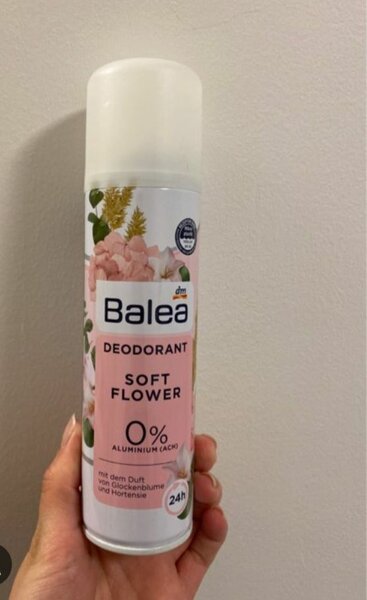 dm
Balea
DEODORANT
SOFT
FLOWER
0%
ALUMINIUM (ACH)
mit dem Duft
von Glockenblume
und Hortensie
24h